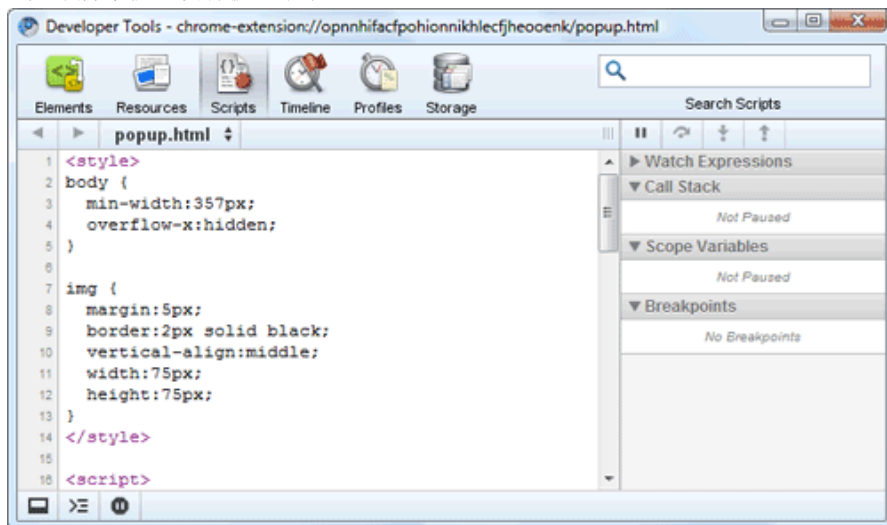 Developer Tools - chrome-extension://opnnhifacfpohionnikhlecfjheooenk/popup.html
Elements Resources Scripts Timeline Profiles Storage Search Scripts
popup.html
1 <style>
2 body {
3 min-width:357px;
4 overflow-x:hidden;
5 }
6
7 img {
8 margin:5px;
9 border:2px solid black;
10 vertical-align:middle;
11 width:75px;
12 height:75px;
13 }
14 </style>
15
16 <script>
Watch Expressions
Call Stack
Not Paused
Scope Variables
Not Paused
Breakpoints
No Breakpoints